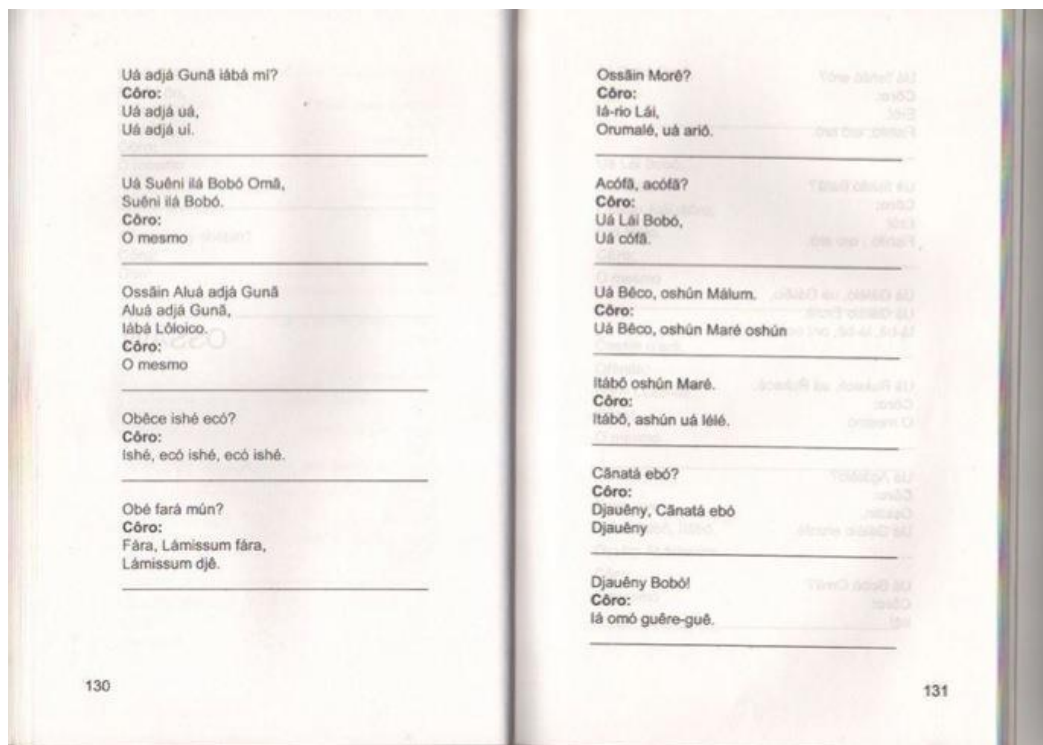 Uá adjá Gunã iábá mí?
Côro:
Uá adjá uá,
Uá adjá uí.
Uá Suêni ilá Bobó Omã,
Suêni ilá Bobó.
Côro:
O mesmo
Ossãin Aluá adjá Gunã
Aluá adjá Gunã,
Iábá Lôloico.
Côro:
O mesmo
Obêce ishé ecó?
Côro:
Ishé, ecó ishé, ecó ishé.
Obé fará mún?
Côro:
Fára, Lámissum fára,
Lámissum djê.
130
Ossãin Morê?
Côro:
Iá-rio Lái,
Orumalé, uá ariô.
Acófã, acófã?
Côro:
Uá Lái Bobó,
Uá cófã.
Uá Bêco, oshún Málum.
Côro:
Uá Bêco, oshún Maré oshún
Itábô oshún Maré.
Côro:
Itábô, ashún uá lélé.
Cãnatá ebó?
Côro:
Djauêny, Cãnatá ebó
Djauêny
Djauêny Bobó!
Côro:
Iá omó guêre-guê.
131